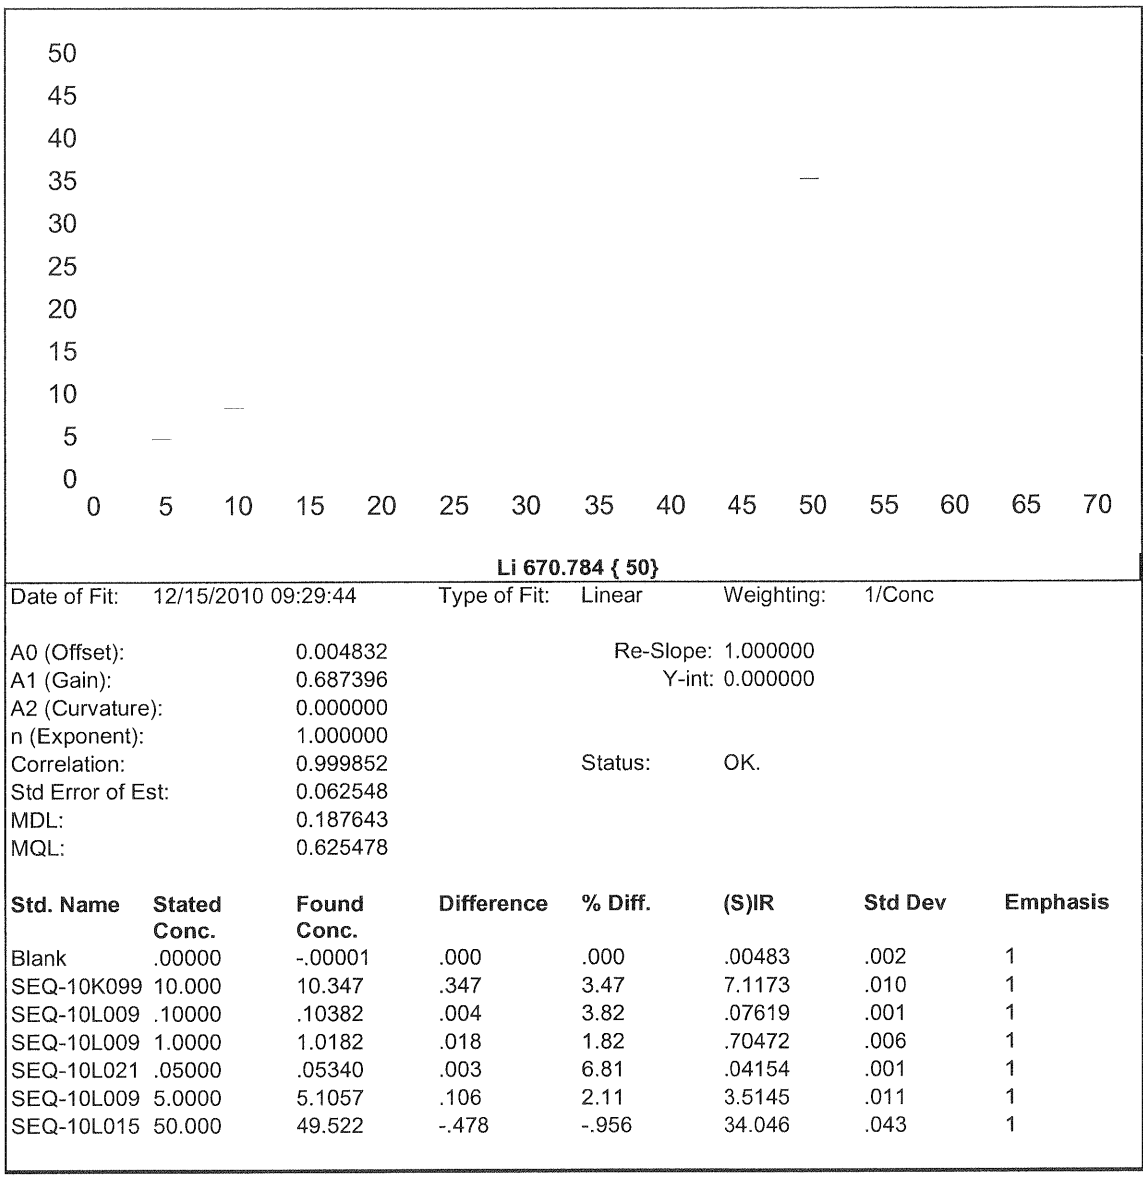 50
45
40
35
30
25
20
15
10
5
0
0 5 10 15 20 25 30 35 40 45 50 55 60 65 70
Li 670.784 { 50}
Date of Fit: 12/15/2010 09:29:44 Type of Fit: Linear Weighting: 1/Conc
A0 (Offset): 0.004832 Re-Slope: 1.000000
A1 (Gain): 0.687396 Y-int: 0.000000
A2 (Curvature): 0.000000
n (Exponent): 1.000000
Correlation: 0.999852 Status: OK.
Std Error of Est: 0.062548
MDL: 0.187643
MQL: 0.625478
Std. Name Stated Found Difference % Diff. (S)IR Std Dev Emphasis
Conc. Conc.
Blank .00000 -.00001 .000 .000 .00483 .002 1
SEQ-10K099 10.000 10.347 .347 3.47 7.1173 .010 1
SEQ-10L009 .10000 .10382 .004 3.82 .07619 .001 1
SEQ-10L009 1.0000 1.0182 .018 1.82 .70472 .006 1
SEQ-10L021 .05000 .05340 .003 6.81 .04154 .001 1
SEQ-10L009 5.0000 5.1057 .106 2.11 3.5145 .011 1
SEQ-10L015 50.000 49.522 -.478 -.956 34.046 .043 1